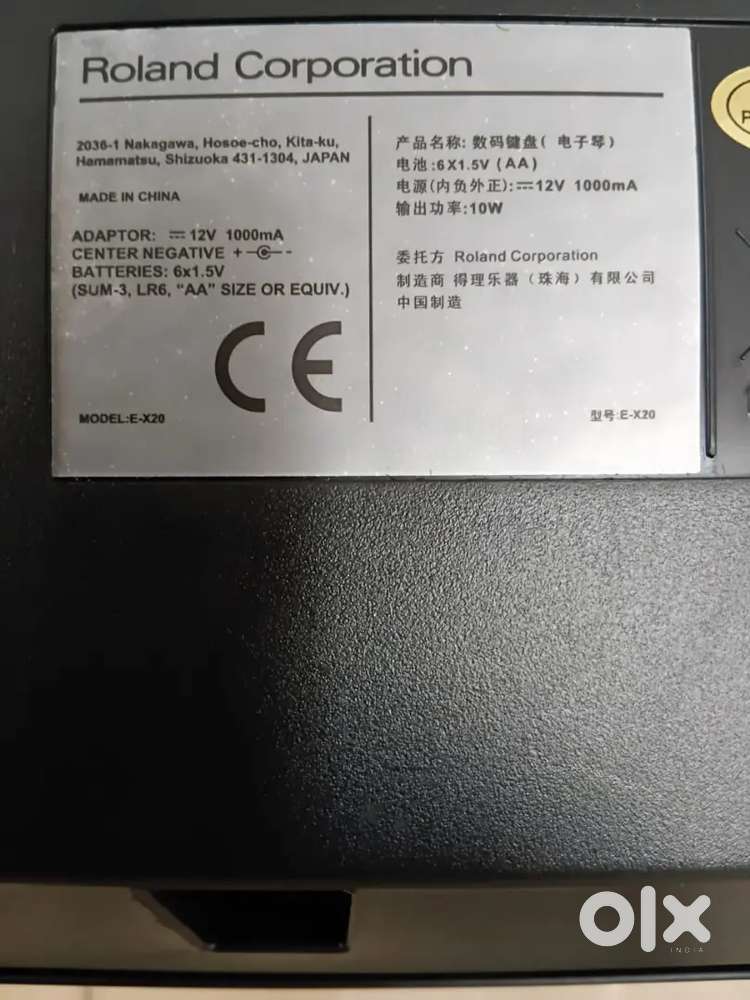 Roland Corporation
2036-1 Nakagawa, Hosoe-cho, Kita-ku,
Hamamatsu, Shizuoka 431-1304, JAPAN
MADE IN CHINA
ADAPTOR: ⎓ 12V 1000mA
CENTER NEGATIVE + -
BATTERIES: 6x1.5V
(SUM-3, LR6, "AA" SIZE OR EQUIV.)
CE
MODEL:E-X20
产品名称: 数码键盘( 电子琴)
电池:6X1.5V (AA)
电源(内负外正):⎓12V 1000mA
输出功率:10W
委托方 Roland Corporation
制造商 得理乐器（珠海）有限公司
中国制造
型号:E-X20
olx
INDIA